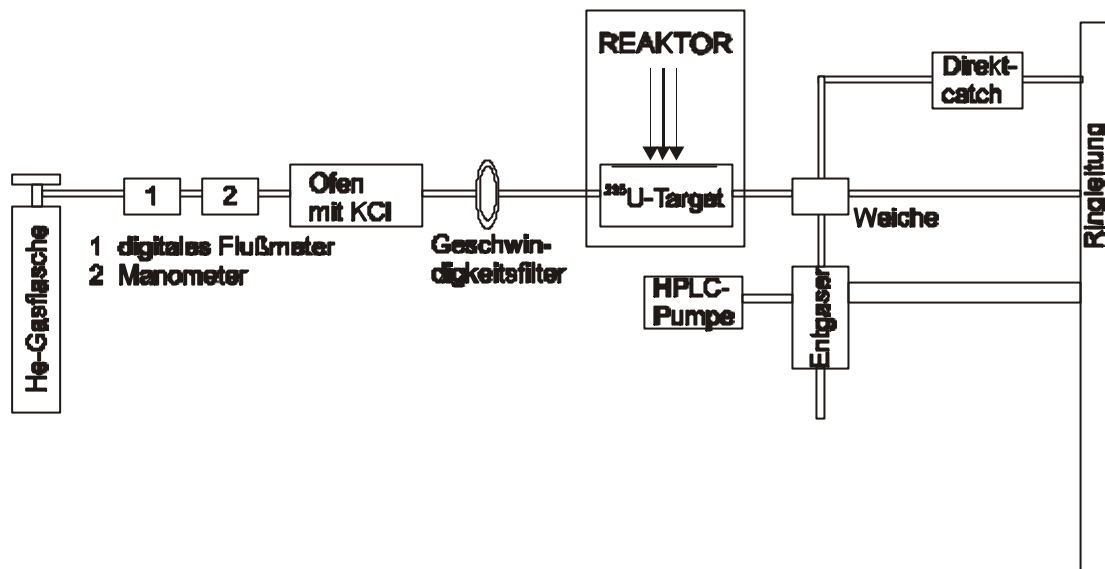 REAKTOR
Direkt-
catch
Ringleitung
1
2
Ofen
mit KCl
²³⁵U-Target
Weiche
1 digitales Flußmeter
2 Manometer
Geschwin-
digkeitsfilter
HPLC-
Pumpe
Entgaser
He-Gasflasche